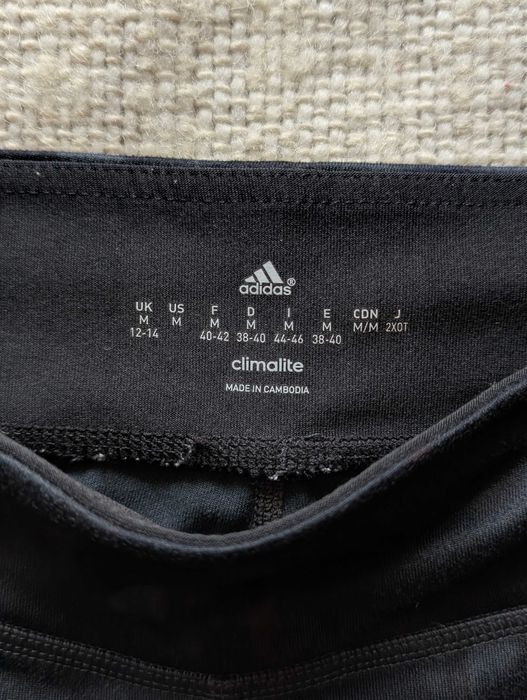 adidas®
UK US F D I E CDN J
M M M M M M M/M 2XOT
12-14 40-42 38-40 44-46 38-40
climalite
MADE IN CAMBODIA